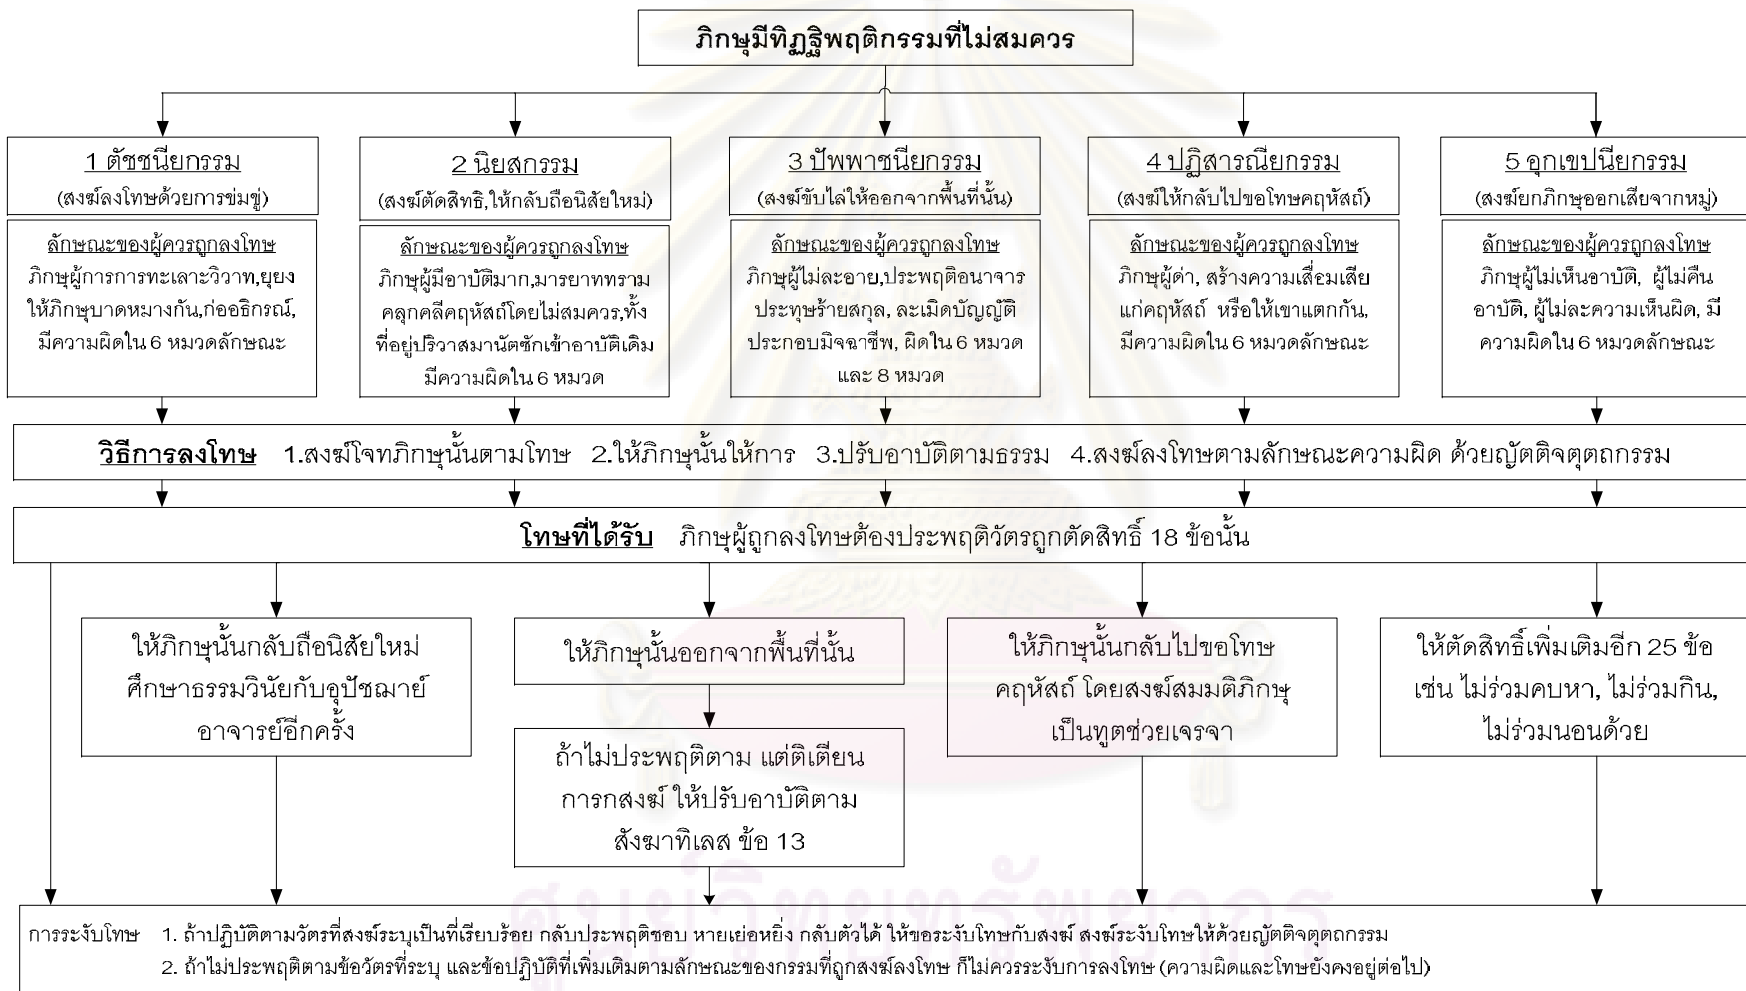 ภิกษุมีทิฏฐิพฤติกรรมที่ไม่สมควร
1 ตัชชนียกรรม
(สงฆ์ลงโทษด้วยการข่มขู่)
ลักษณะของผู้ควรถูกลงโทษ
ภิกษุผู้การการทะเลาะวิวาท,ยุยง
ให้ภิกษุบาดหมางกัน,ก่ออธิกรณ์,
มีความผิดใน 6 หมวดลักษณะ
2 นิยสกรรม
(สงฆ์ตัดสิทธิ,ให้กลับถือนิสัยใหม่)
ลักษณะของผู้ควรถูกลงโทษ
ภิกษุผู้มีอาบัติมาก,มารยาททราม
คลุกคลีคฤหัสถ์โดยไม่สมควร,ทั้ง
ที่อยู่ปริวาสมานัตซักเข้าอาบัติเดิม
มีความผิดใน 6 หมวด
3 ปัพพาชนียกรรม
(สงฆ์ขับไล่ให้ออกจากพื้นที่นั้น)
ลักษณะของผู้ควรถูกลงโทษ
ภิกษุผู้ไม่ละอาย,ประพฤติอนาจาร
ประทุษร้ายสกุล, ละเมิดบัญญัติ
ประกอบมิจฉาชีพ, ผิดใน 6 หมวด
และ 8 หมวด
4 ปฏิสารณียกรรม
(สงฆ์ให้กลับไปขอโทษคฤหัสถ์)
ลักษณะของผู้ควรถูกลงโทษ
ภิกษุผู้ด่า, สร้างความเสื่อมเสีย
แก่คฤหัสถ์ หรือให้เขาแตกกัน,
มีความผิดใน 6 หมวดลักษณะ
5 อุกเขปนียกรรม
(สงฆ์ยกภิกษุออกเสียจากหมู่)
ลักษณะของผู้ควรถูกลงโทษ
ภิกษุผู้ไม่เห็นอาบัติ, ผู้ไม่คืน
อาบัติ, ผู้ไม่ละความเห็นผิด, มี
ความผิดใน 6 หมวดลักษณะ
วิธีการลงโทษ 1.สงฆ์โจทภิกษุนั้นตามโทษ 2.ให้ภิกษุนั้นให้การ 3.ปรับอาบัติตามธรรม 4.สงฆ์ลงโทษตามลักษณะความผิด ด้วยญัตติจตุตถกรรม
โทษที่ได้รับ ภิกษุผู้ถูกลงโทษต้องประพฤติวัตรถูกตัดสิทธิ์ 18 ข้อนั้น
ให้ภิกษุนั้นกลับถือนิสัยใหม่
ศึกษาธรรมวินัยกับอุปัชฌาย์
อาจารย์อีกครั้ง
ให้ภิกษุนั้นออกจากพื้นที่นั้น
ถ้าไม่ประพฤติตาม แต่ติเตียน
การกสงฆ์ ให้ปรับอาบัติตาม
สังฆาทิเลส ข้อ 13
ให้ภิกษุนั้นกลับไปขอโทษ
คฤหัสถ์ โดยสงฆ์สมมติภิกษุ
เป็นทูตช่วยเจรจา
ให้ตัดสิทธิ์เพิ่มเติมอีก 25 ข้อ
เช่น ไม่ร่วมคบหา, ไม่ร่วมกิน,
ไม่ร่วมนอนด้วย
ศูนย์วิทยทรัพยากร
การระงับโทษ 1. ถ้าปฏิบัติตามวัตรที่สงฆ์ระบุเป็นที่เรียบร้อย กลับประพฤติชอบ หายเย่อหยิ่ง กลับตัวได้ ให้ขอระงับโทษกับสงฆ์ สงฆ์ระงับโทษให้ด้วยญัตติจตุตถกรรม
2. ถ้าไม่ประพฤติตามข้อวัตรที่ระบุ และข้อปฏิบัติที่เพิ่มเติมตามลักษณะของกรรมที่ถูกสงฆ์ลงโทษ ก็ไม่ควรระงับการลงโทษ (ความผิดและโทษยังคงอยู่ต่อไป)